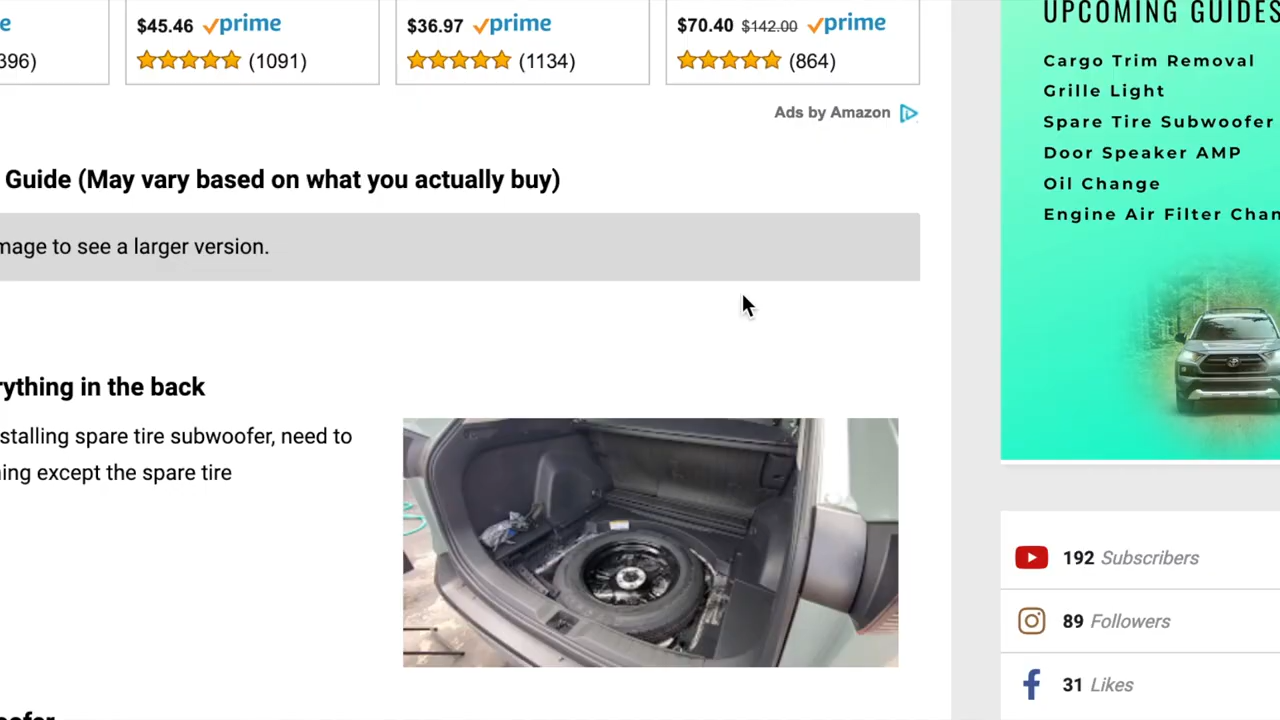 $45.46 prime
$36.97 prime
$70.40 $142.00 prime
396)
(1091)
(1134)
(864)
Ads by Amazon
Guide (May vary based on what you actually buy)
mage to see a larger version.
rything in the back
stalling spare tire subwoofer, need to
ning except the spare tire
UPCOMING GUIDES
Cargo Trim Removal
Grille Light
Spare Tire Subwoofer
Door Speaker AMP
Oil Change
Engine Air Filter Chan
192 Subscribers
89 Followers
31 Likes